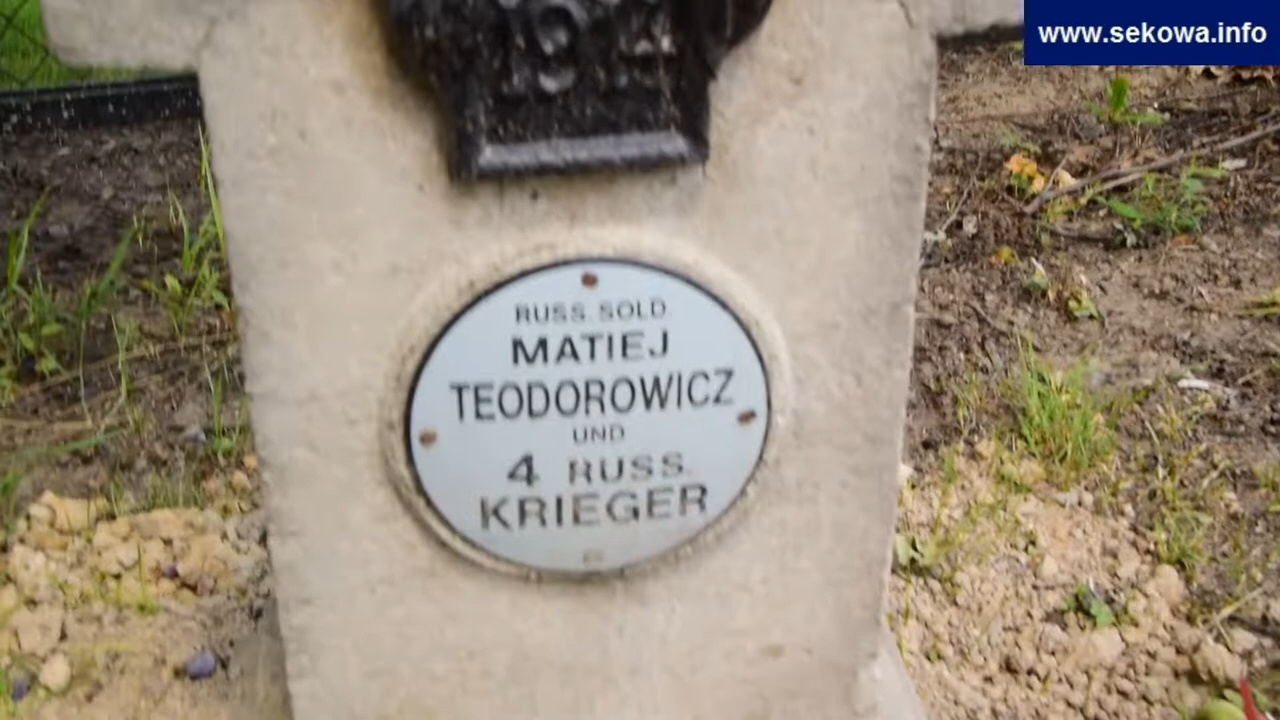 www.sekowa.info
RUSS. SOLD.
MATIEJ
TEODOROWICZ
UND
4 RUSS.
KRIEGER